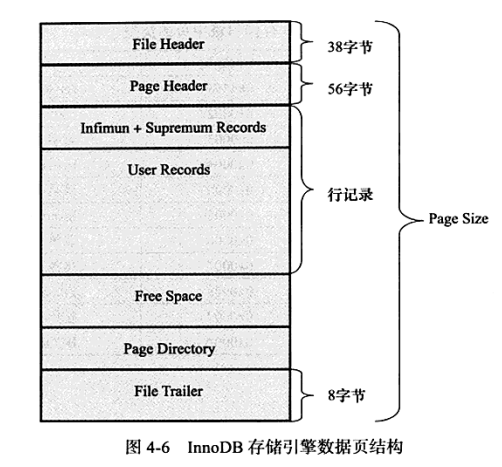 File Header
38字节
Page Header
56字节
Infimun + Supremum Records
User Records
行记录
Page Size
Free Space
Page Directory
File Trailer
8字节
图 4-6 InnoDB 存储引擎数据页结构